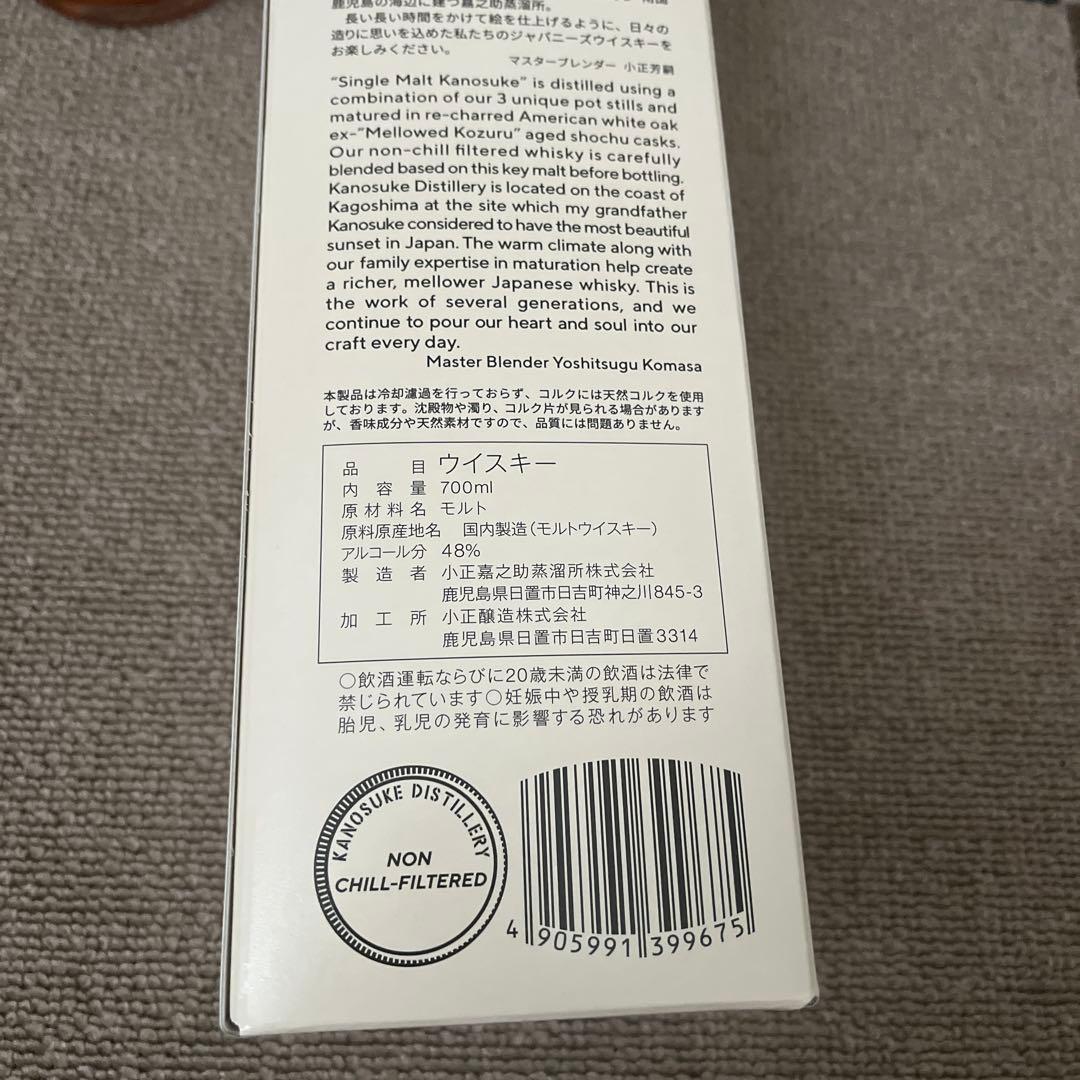 鹿児島の海辺に建つ嘉之助蒸溜所。
長い長い時間をかけて絵を仕上げるように、日々の
造りに思いを込めた私たちのジャパニーズウイスキーを
お楽しみください。
マスターブレンダー 小正芳嗣
“Single Malt Kanosuke” is distilled using a
combination of our 3 unique pot stills and
matured in re-charred American white oak
ex-“Mellowed Kozuru” aged shochu casks.
Our non-chill filtered whisky is carefully
blended based on this key malt before bottling.
Kanosuke Distillery is located on the coast of
Kagoshima at the site which my grandfather
Kanosuke considered to have the most beautiful
sunset in Japan. The warm climate along with
our family expertise in maturation help create
a richer, mellower Japanese whisky. This is
the work of several generations, and we
continue to pour our heart and soul into our
craft every day.
Master Blender Yoshitsugu Komasa
本製品は冷却濾過を行っておらず、コルクには天然コルクを使用
しております。沈殿物や濁り、コルク片が見られる場合があります
が、香味成分や天然素材ですので、品質には問題ありません。
品目 ウイスキー
内容量 700ml
原材料名 モルト
原料原産地名 国内製造(モルトウイスキー)
アルコール分 48%
製造者 小正嘉之助蒸溜所株式会社
鹿児島県日置市日吉町神之川845-3
加工所 小正醸造株式会社
鹿児島県日置市日吉町日置3314
○飲酒運転ならびに20歳未満の飲酒は法律で
禁じられています○妊娠中や授乳期の飲酒は
胎児、乳児の発育に影響する恐れがあります
KANOSUKE DISTILLERY
NON
CHILL-FILTERED
4 905991 399675